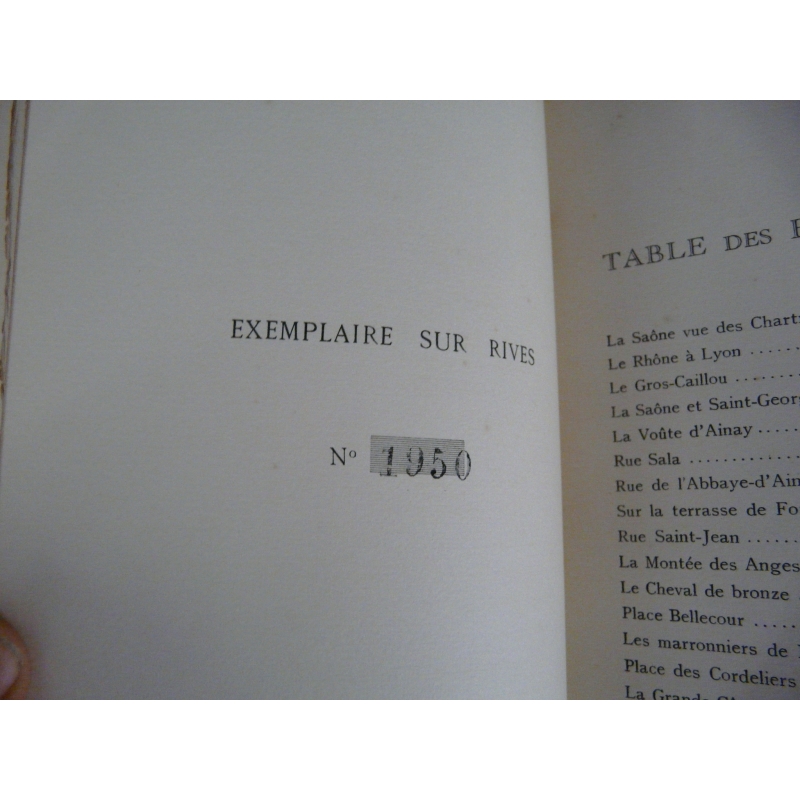 EXEMPLAIRE SUR RIVES
Nº 1950
TABLE DES
La Saône vue des
Le Rhône à Lyon ......
Le Gros-Caillou ........
La Saône et
La Voûte d'Ainay .....
Rue Sala ............
Rue de
Sur la terrasse de
Rue Saint-Jean .....
La Montée des Anges
Le Cheval de bronze .
Place Bellecour .....
Les marronniers de
Place des Cordeliers
La